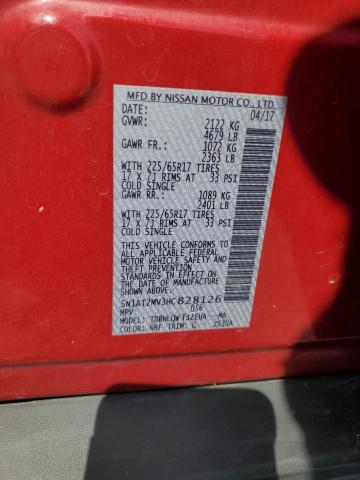 MFD BY NISSAN MOTOR CO., LTD.
DATE: 04/17
GVWR: 2122 KG
4679 LB
GAWR FR.: 1072 KG
2363 LB
WITH 225/65R17 TIRES
17 X 7J RIMS AT 33 PSI
COLD SINGLE
GAWR RR.: 1089 KG
2401 LB
WITH 225/65R17 TIRES
17 X 7J RIMS AT 33 PSI
COLD SINGLE
THIS VEHICLE CONFORMS TO ALL
APPLICABLE FEDERAL MOTOR
VEHICLE SAFETY AND BUMPER
STANDARDS IN EFFECT ON THE
DATE OF MANUFACTURE SHOWN
ABOVE.
5N1AT2MV3HC828126
MPV 056
TYPE:
COLOR: NBF TRIM: G